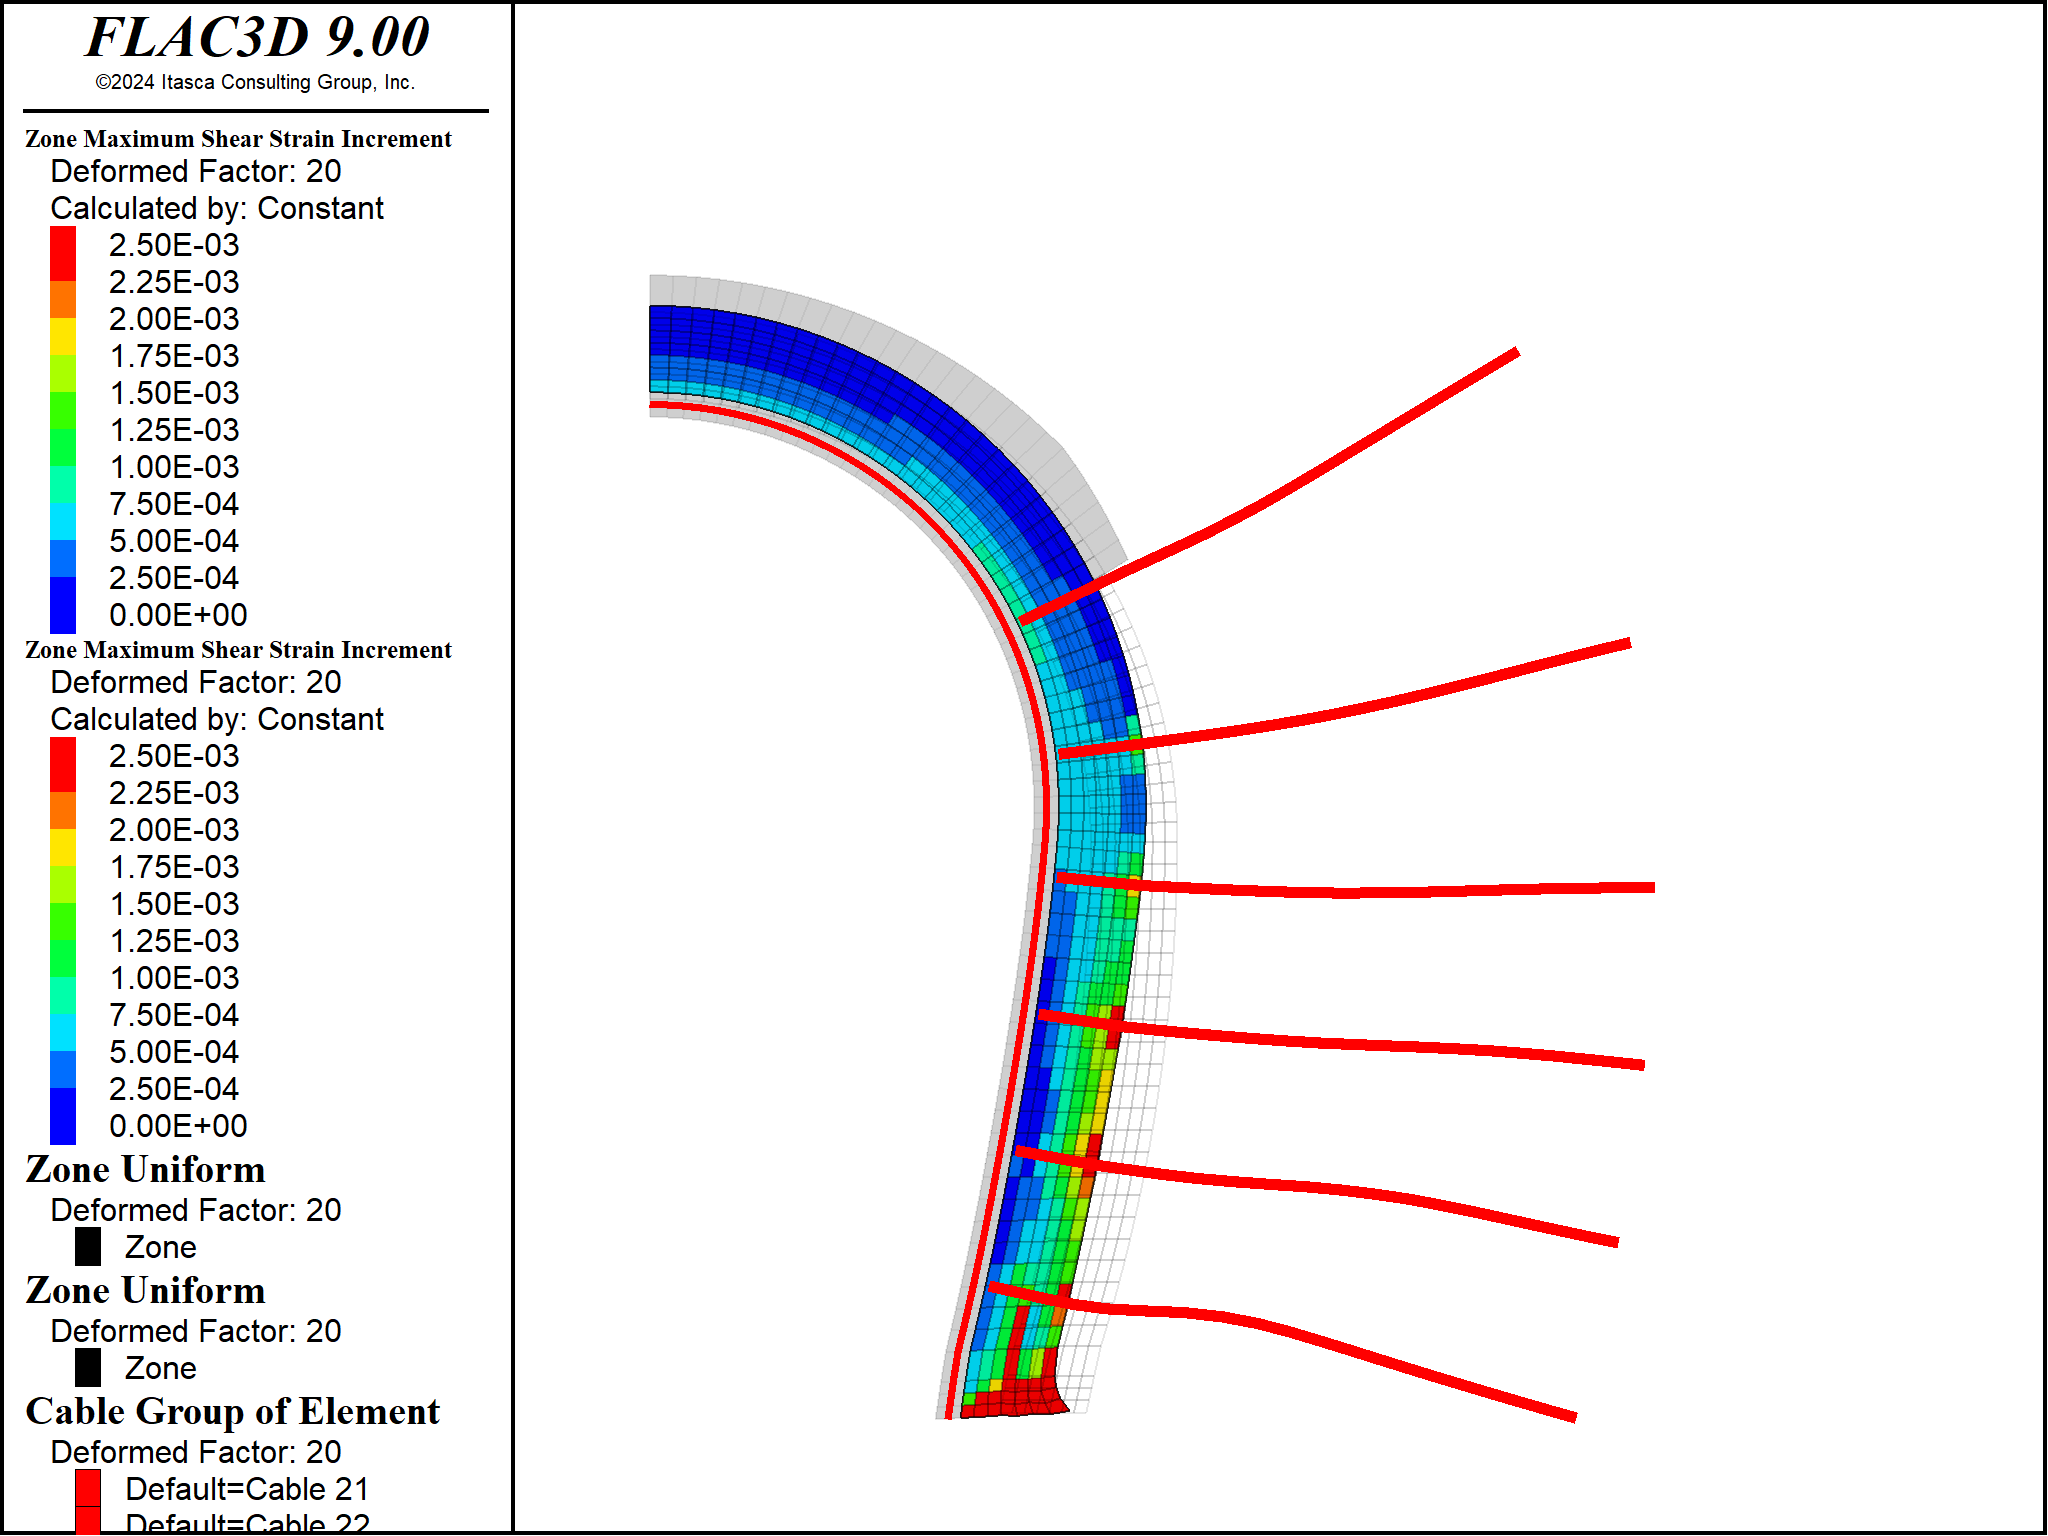 FLAC3D 9.00
©2024 Itasca Consulting Group, Inc.
Zone Maximum Shear Strain Increment
Deformed Factor: 20
Calculated by: Constant
2.50E-03
2.25E-03
2.00E-03
1.75E-03
1.50E-03
1.25E-03
1.00E-03
7.50E-04
5.00E-04
2.50E-04
0.00E+00
Zone Maximum Shear Strain Increment
Deformed Factor: 20
Calculated by: Constant
2.50E-03
2.25E-03
2.00E-03
1.75E-03
1.50E-03
1.25E-03
1.00E-03
7.50E-04
5.00E-04
2.50E-04
0.00E+00
Zone Uniform
Deformed Factor: 20
Zone
Zone Uniform
Deformed Factor: 20
Zone
Cable Group of Element
Deformed Factor: 20
Default=Cable 21
Default=Cable 22